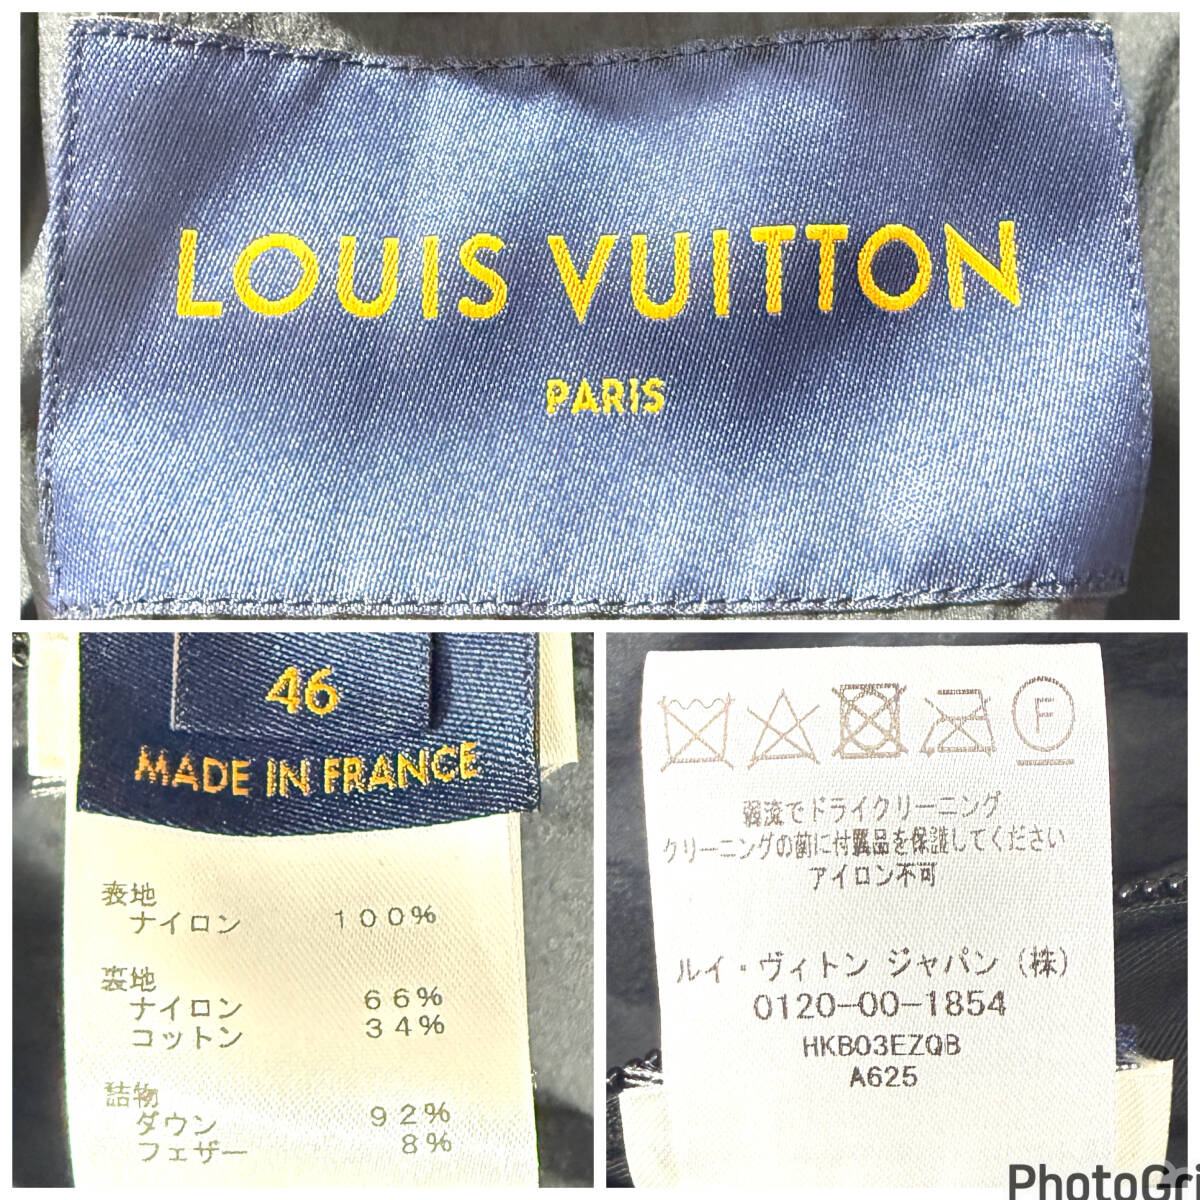 LOUIS VUITTON
PARIS
46
MADE IN FRANCE
表地
ナイロン 100%
裏地
ナイロン 66%
コットン 34%
詰物
ダウン 92%
フェザー 8%
F
弱流でドライクリーニング
クリーニングの前に付属品を保護してください
アイロン不可
ルイ・ヴィトン ジャパン (株)
0120-00-1854
HKB03EZQB
A625
PhotoGri